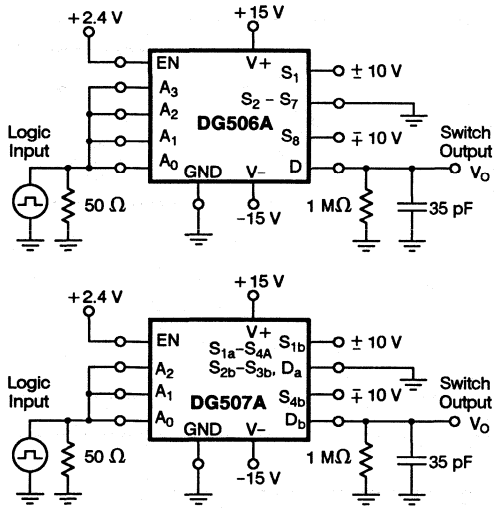 +2.4 V
+15 V
EN
V+
S1
± 10 V
A3
A2
S2 – S7
DG506A
Logic
Input
A1
S8
∓ 10 V
Switch
Output
A0
GND
V–
D
VO
50 Ω
–15 V
1 MΩ
35 pF
+2.4 V
+15 V
EN
V+
S1b
± 10 V
S1a–S4A
A2
S2b–S3b, Da
Logic
Input
A1
S4b
∓ 10 V
Switch
Output
DG507A
A0
GND
V–
Db
VO
50 Ω
–15 V
1 MΩ
35 pF